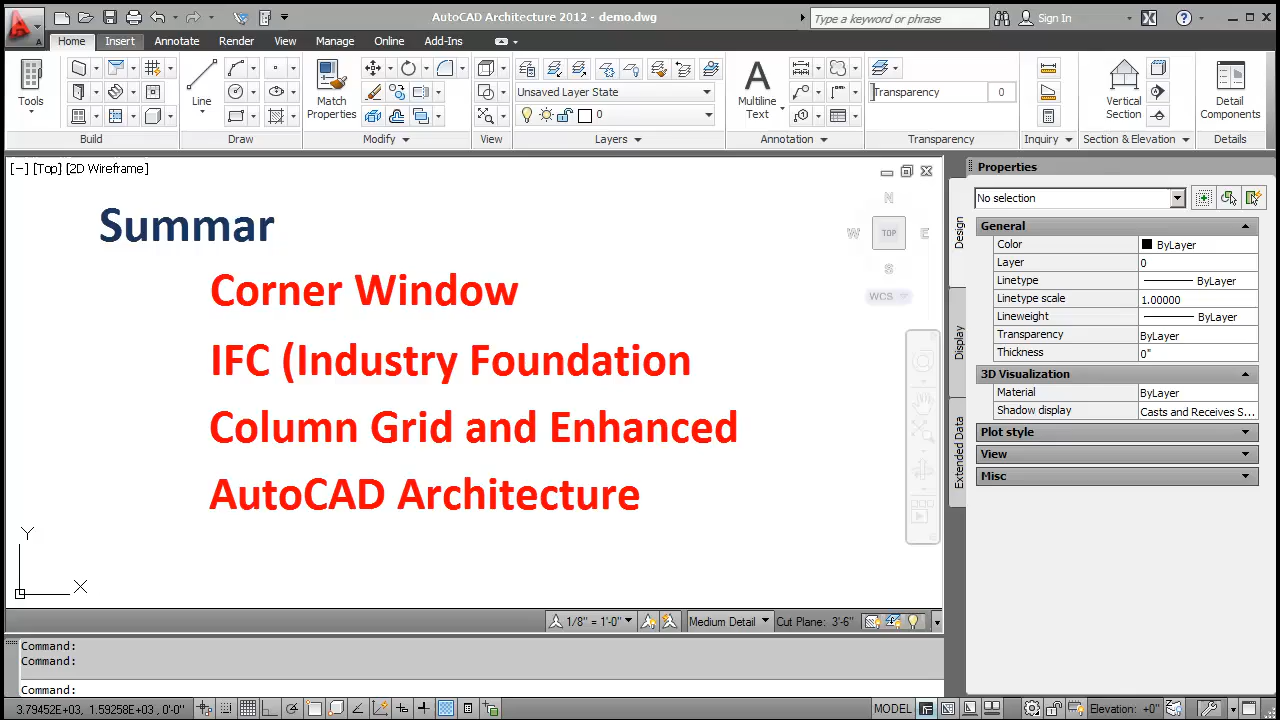 AutoCAD Architecture 2012 - demo.dwg
Type a keyword or phrase
Sign In
Home Insert Annotate Render View Manage Online Add-Ins
Tools
Line
Match
Properties
Unsaved Layer State
0
Multiline
Text
Transparency 0
Vertical
Section
Detail
Components
Build Draw Modify View Layers Annotation Transparency Inquiry Section & Elevation Details
[−] [Top] [2D Wireframe]
Summar
Corner Window
IFC (Industry Foundation
Column Grid and Enhanced
AutoCAD Architecture
N
W TOP E
S
WCS
Y
X
Design
Display
Extended Data
Properties
No selection
General
Color ByLayer
Layer 0
Linetype ByLayer
Linetype scale 1.00000
Lineweight ByLayer
Transparency ByLayer
Thickness 0"
3D Visualization
Material ByLayer
Shadow display Casts and Receives S...
Plot style
View
Misc
1/8" = 1'-0" Medium Detail Cut Plane: 3'-6"
Command:
Command:
Command:
3.79452E+03, 1.59258E+03, 0'-0" MODEL Elevation: +0"